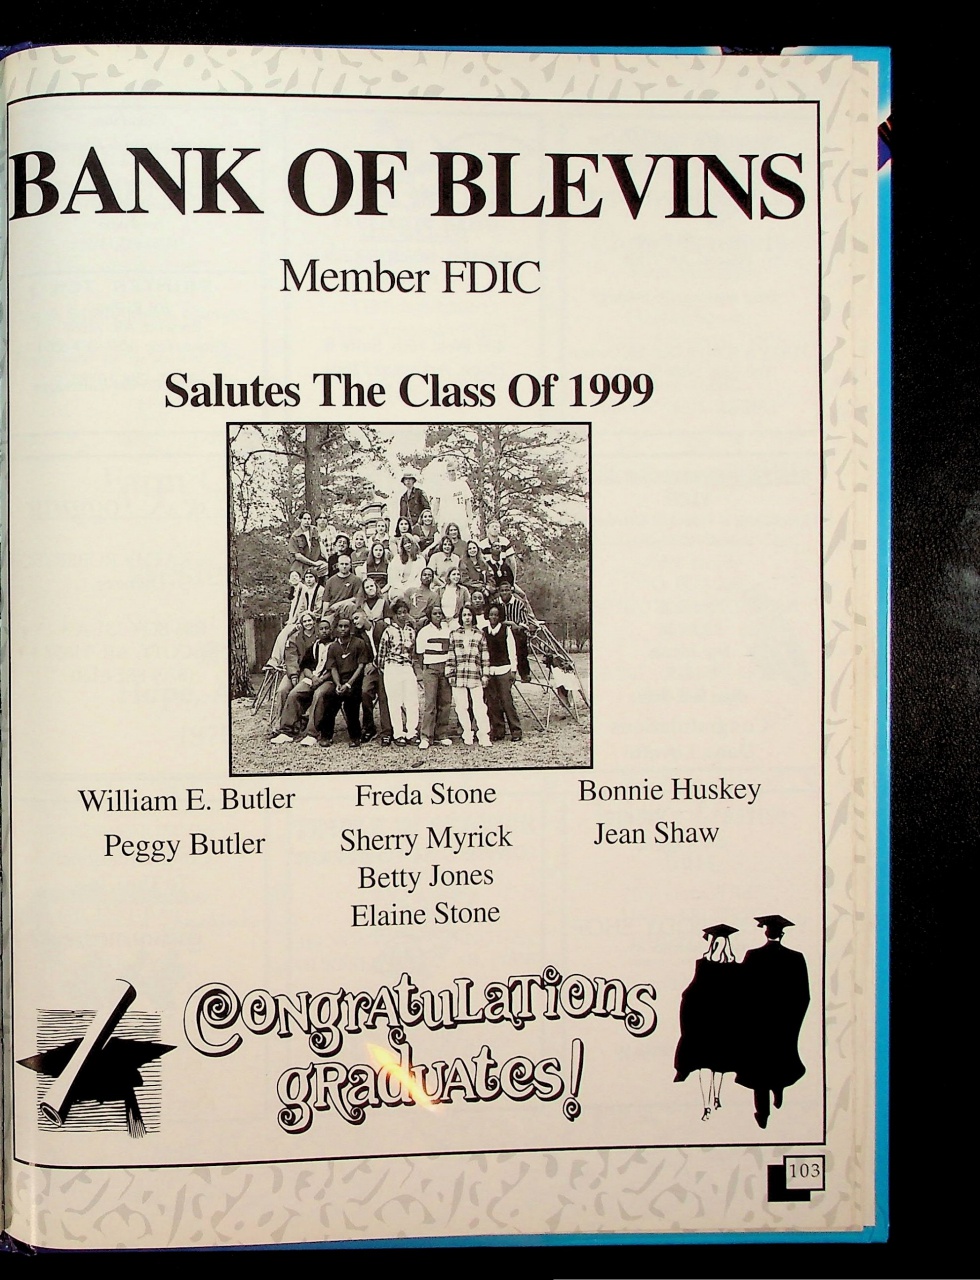 BANK OF BLEVINS
Member FDIC
Salutes The Class Of 1999
William E. Butler Freda Stone Bonnie Huskey
Peggy Butler Sherry Myrick Jean Shaw
Betty Jones
Elaine Stone
Congratulations
graduates!
103